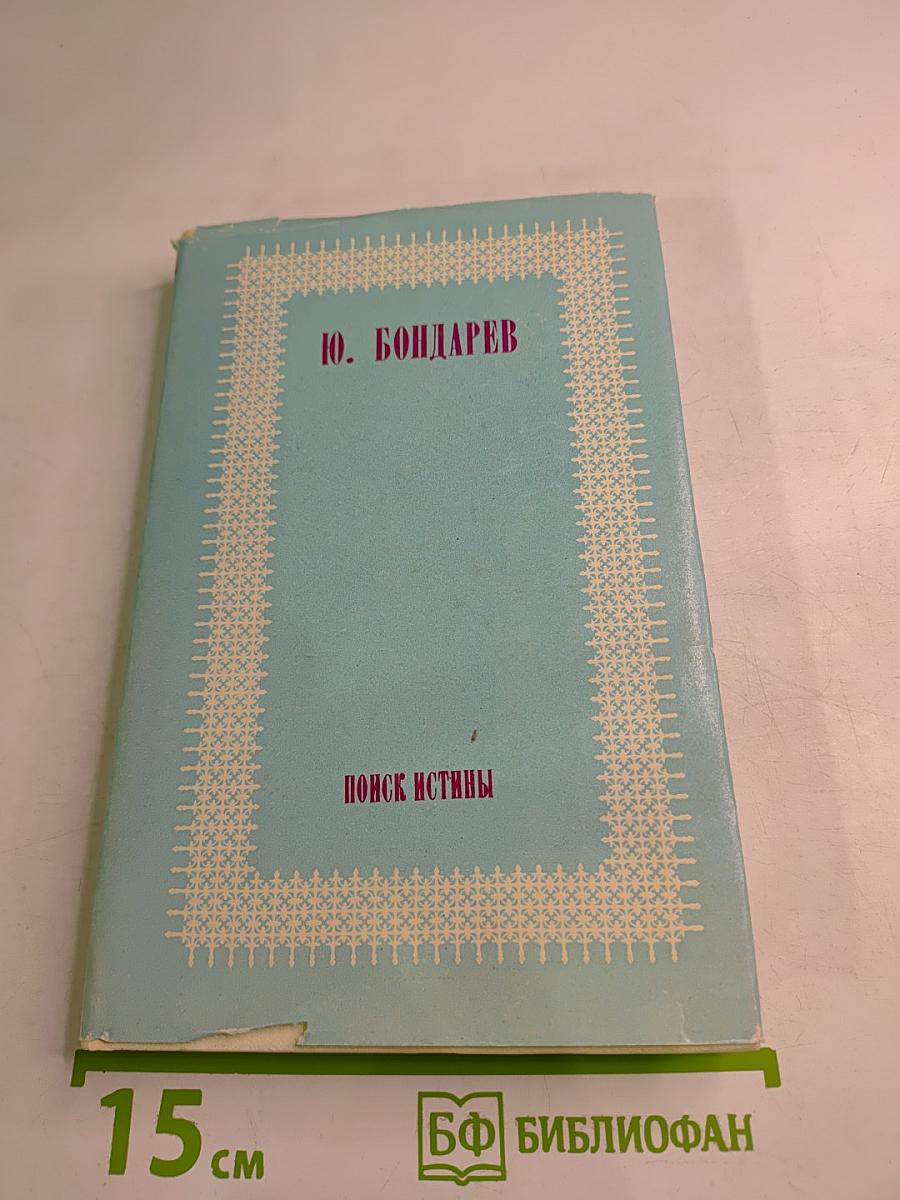 Ю. БОНДАРЕВ
ПОИСК ИСТИНЫ
15 см
БФ БИБЛИОФАН